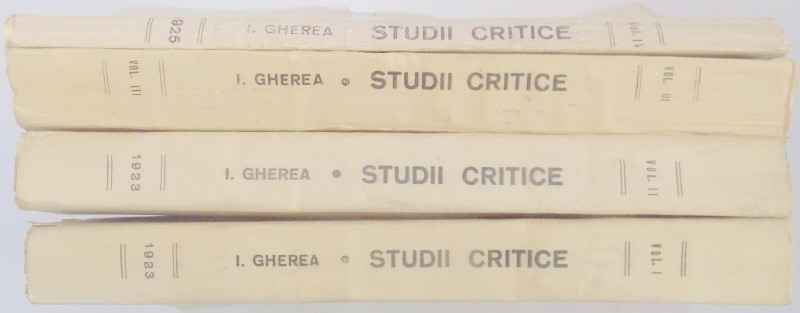 925 I. GHEREA STUDII CRITICE VOL. IV
VOL. III I. GHEREA • STUDII CRITICE VOL. III
1923 I. GHEREA • STUDII CRITICE VOL. II
1923 I. GHEREA • STUDII CRITICE VOL. I